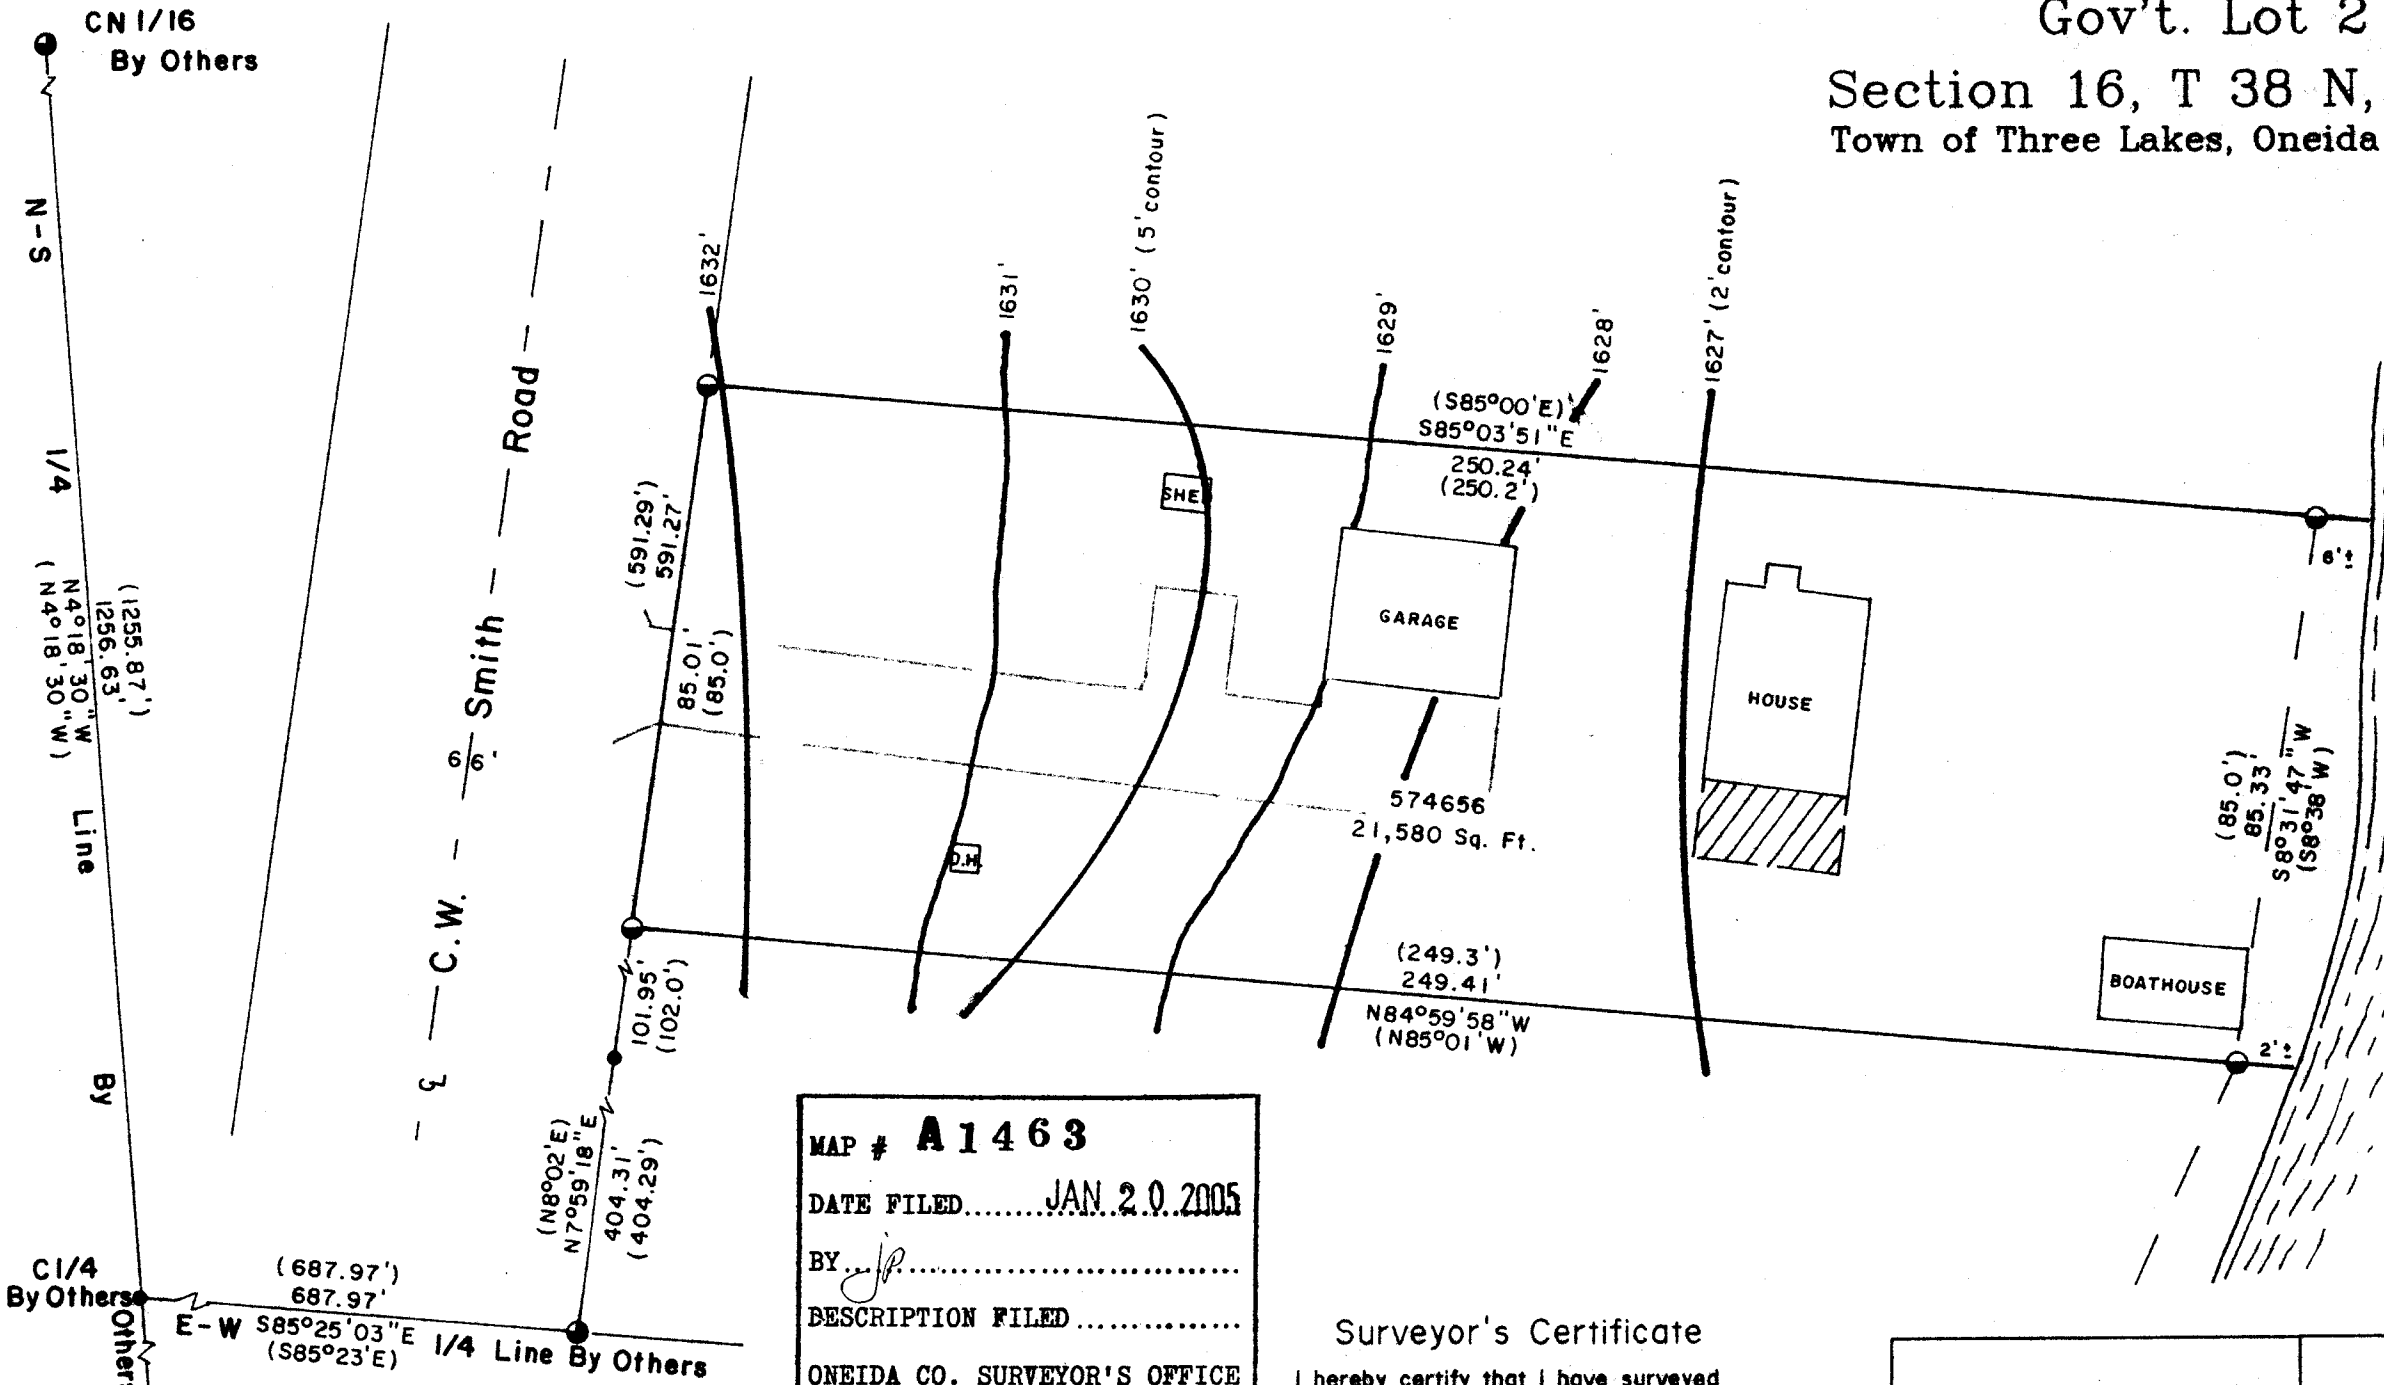 CN 1/16
By Others
Gov't. Lot 2
Section 16, T 38 N,
Town of Three Lakes, Oneida
N-S 1/4 Line By Others
(1255.87')
1256.63'
N4°18'30"W
(N4°18'30"W)
C.W. Smith Road
66'
1632'
1631'
1630' (5' contour)
1629'
1628'
1627' (2' contour)
(S85°00'E)
S85°03'51"E
250.24'
(250.2')
(591.29')
591.27'
85.01'
(85.0')
SHE
GARAGE
HOUSE
O.H.
574656
21,580 Sq. Ft.
6'±
(85.0')
85.33'
S8°31'47"W
(S8°38'W)
BOATHOUSE
2'±
(249.3')
249.41'
N84°59'58"W
(N85°01'W)
101.95'
(102.0')
(N8°02'E)
N7°59'18"E
404.31'
(404.29')
C1/4
By Others
(687.97')
687.97'
E-W 1/4 Line By Others
S85°25'03"E
(S85°23'E)
MAP # A1463
DATE FILED........JAN 20 2005
BY....jp..............................
DESCRIPTION FILED..............
ONEIDA CO. SURVEYOR'S OFFICE
Surveyor's Certificate
I hereby certify that I have surveyed